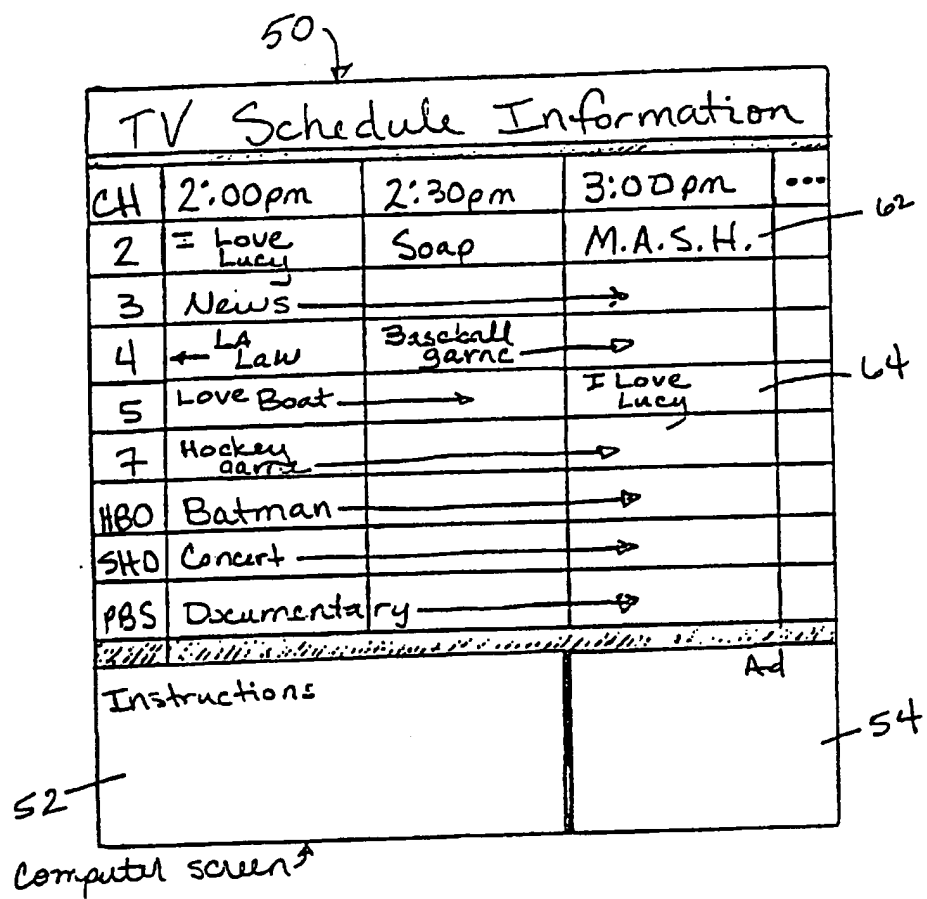 50
TV Schedule Information
CH 2:00pm 2:30pm 3:00pm ...
62
2 I Love Lucy Soap M.A.S.H.
3 News
4 LA Law Baseball game
64
5 Love Boat I Love Lucy
7 Hockey game
HBO Batman
SHO Concert
PBS Documentary
Instructions
Ad
54
52
Computer screen